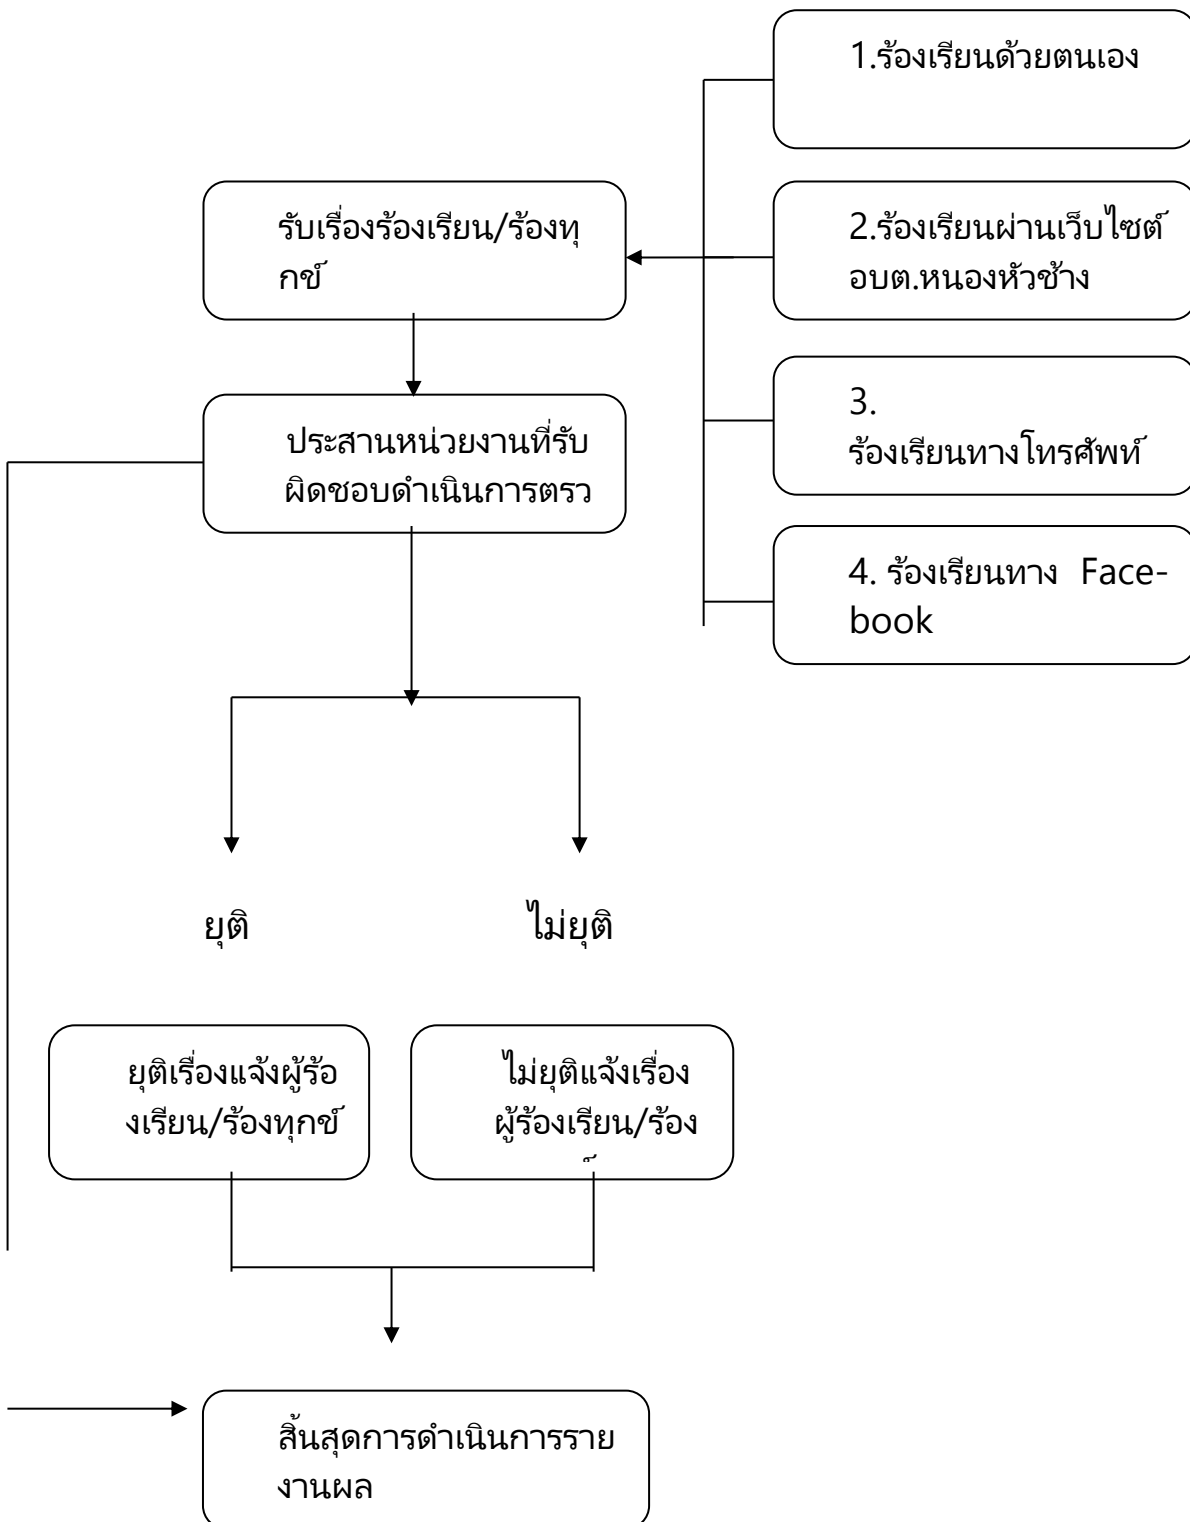 1.ร้องเรียนด้วยตนเอง
รับเรื่องร้องเรียน/ร้องทุ
กข์
2.ร้องเรียนผ่านเว็บไซต์
อบต.หนองหัวช้าง
3.
ร้องเรียนทางโทรศัพท์
ประสานหน่วยงานที่รับ
ผิดชอบดำเนินการตรว
4. ร้องเรียนทาง Face-
book
ยุติ
ไม่ยุติ
ยุติเรื่องแจ้งผู้ร้อ
งเรียน/ร้องทุกข์
ไม่ยุติแจ้งเรื่อง
ผู้ร้องเรียน/ร้อง
สิ้นสุดการดำเนินการราย
งานผล